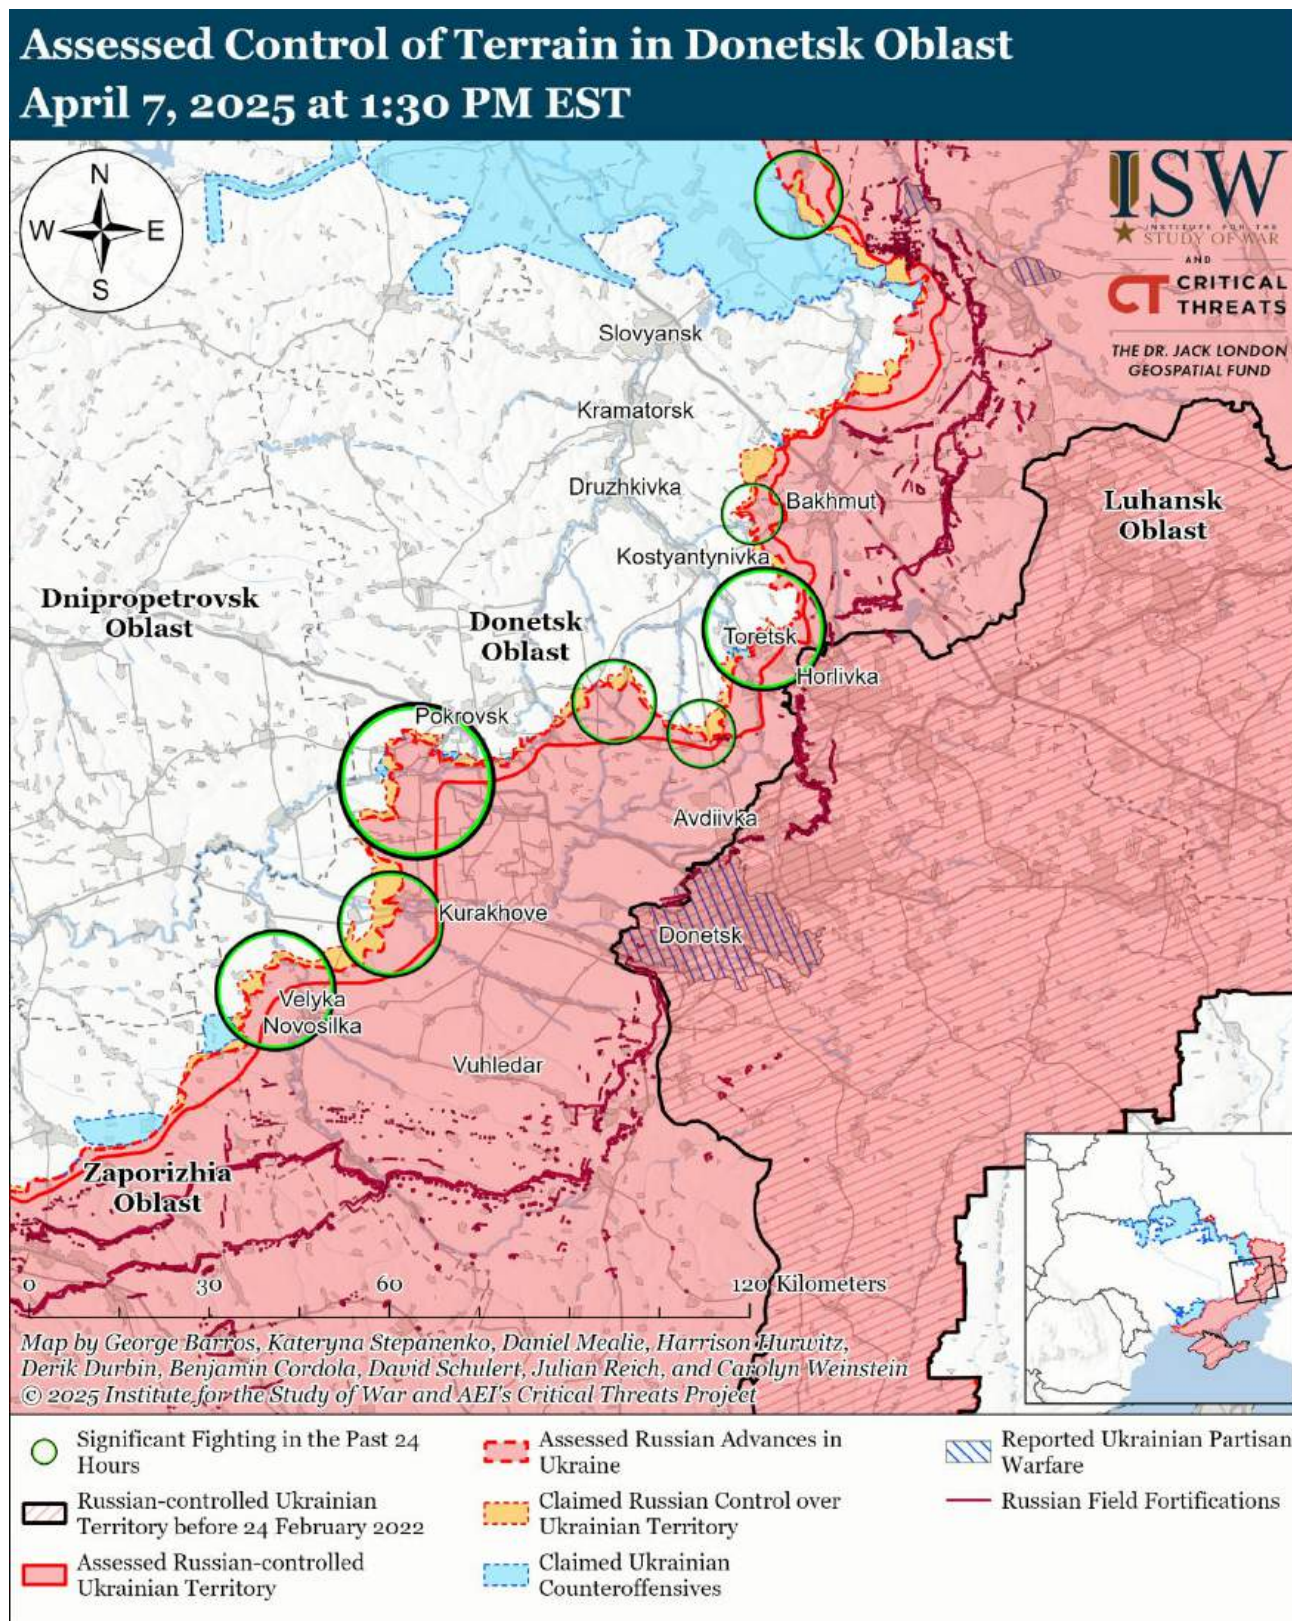 Assessed Control of Terrain in Donetsk Oblast
April 7, 2025 at 1:30 PM EST
N
W E
S
ISW
INSTITUTE FOR THE
STUDY OF WAR
AND
CT CRITICAL
THREATS
THE DR. JACK LONDON
GEOSPATIAL FUND
Slovyansk
Kramatorsk
Druzhkivka
Bakhmut
Luhansk
Oblast
Kostyantynivka
Dnipropetrovsk
Oblast
Donetsk
Oblast
Toretsk
Horlivka
Pokrovsk
Avdiivka
Kurakhove
Donetsk
Velyka
Novosilka
Vuhledar
Zaporizhia
Oblast
0 30 60 120 Kilometers
Map by George Barros, Kateryna Stepanenko, Daniel Mealie, Harrison Hurwitz,
Derik Durbin, Benjamin Cordola, David Schulert, Julian Reich, and Carolyn Weinstein
© 2025 Institute for the Study of War and AEI's Critical Threats Project
Significant Fighting in the Past 24
Hours
Russian-controlled Ukrainian
Territory before 24 February 2022
Assessed Russian-controlled
Ukrainian Territory
Assessed Russian Advances in
Ukraine
Claimed Russian Control over
Ukrainian Territory
Claimed Ukrainian
Counteroffensives
Reported Ukrainian Partisan
Warfare
Russian Field Fortifications